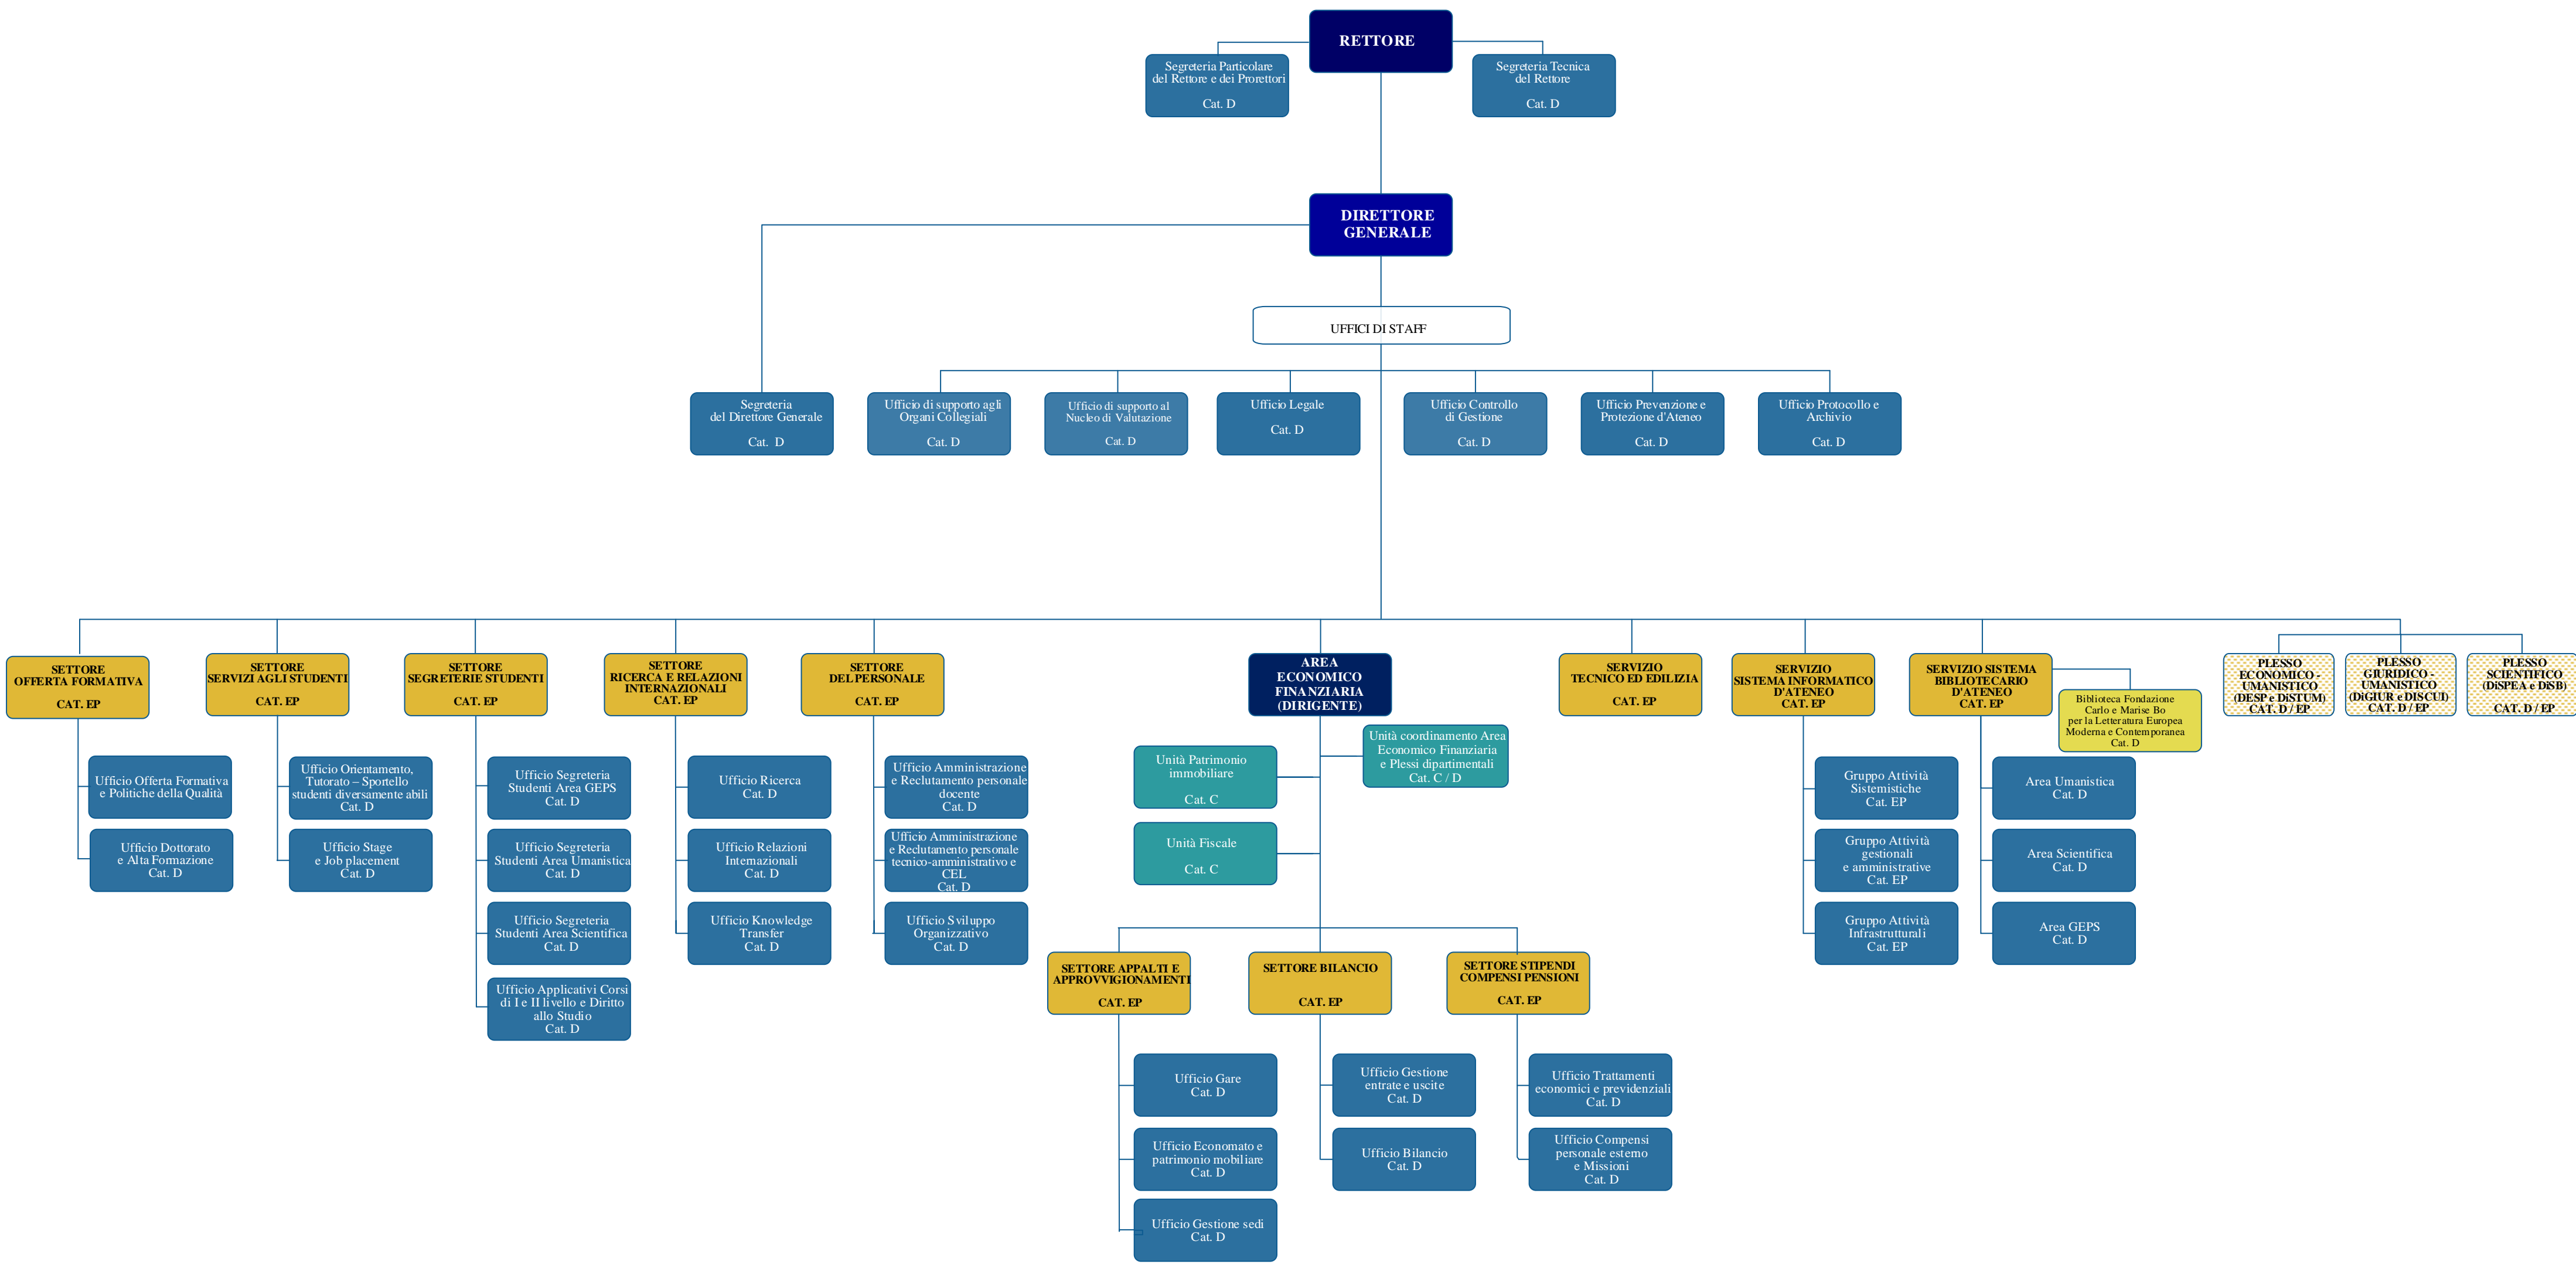 RETTORE
Segreteria Particolare
del Rettore e dei Prorettori
Cat. D
Segreteria Tecnica
del Rettore
Cat. D
DIRETTORE
GENERALE
UFFICI DI STAFF
Segreteria
del Direttore Generale
Cat. D
Ufficio di supporto agli
Organi Collegiali
Cat. D
Ufficio di supporto al
Nucleo di Valutazione
Cat. D
Ufficio Legale
Cat. D
Ufficio Controllo
di Gestione
Cat. D
Ufficio Prevenzione e
Protezione d'Ateneo
Cat. D
Ufficio Protocollo e
Archivio
Cat. D
SETTORE
OFFERTA FORMATIVA
CAT. EP
SETTORE
SERVIZI AGLI STUDENTI
CAT. EP
SETTORE
SEGRETERIE STUDENTI
CAT. EP
SETTORE
RICERCA E RELAZIONI
INTERNAZIONALI
CAT. EP
SETTORE
DEL PERSONALE
CAT. EP
AREA
ECONOMICO
FINANZIARIA
(DIRIGENTE)
SERVIZIO
TECNICO ED EDILIZIA
CAT. EP
SERVIZIO
SISTEMA INFORMATICO
D'ATENEO
CAT. EP
SERVIZIO SISTEMA
BIBLIOTECARIO
D'ATENEO
CAT. EP
Biblioteca Fondazione
Carlo e Marise Bo
per la Letteratura Europea
Moderna e Contemporanea
Cat. D
PLESSO
ECONOMICO -
UMANISTICO
(DESP e DiSTUM)
CAT. D / EP
PLESSO
GIURIDICO -
UMANISTICO
(DiGIUR e DISCUI)
CAT. D / EP
PLESSO
SCIENTIFICO
(DiSPEA e DiSB)
CAT. D / EP
Ufficio Offerta Formativa
e Politiche della Qualità
Ufficio Dottorato
e Alta Formazione
Cat. D
Ufficio Orientamento,
Tutorato – Sportello
studenti diversamente abili
Cat. D
Ufficio Stage
e Job placement
Cat. D
Ufficio Segreteria
Studenti Area GEPS
Cat. D
Ufficio Segreteria
Studenti Area Umanistica
Cat. D
Ufficio Segreteria
Studenti Area Scientifica
Cat. D
Ufficio Applicativi Corsi
di I e II livello e Diritto
allo Studio
Cat. D
Ufficio Ricerca
Cat. D
Ufficio Relazioni
Internazionali
Cat. D
Ufficio Knowledge
Transfer
Cat. D
Ufficio Amministrazione
e Reclutamento personale
docente
Cat. D
Ufficio Amministrazione
e Reclutamento personale
tecnico-amministrativo e
CEL
Cat. D
Ufficio Sviluppo
Organizzativo
Cat. D
Unità Patrimonio
immobiliare
Cat. C
Unità coordinamento Area
Economico Finanziaria
e Plessi dipartimentali
Cat. C / D
Unità Fiscale
Cat. C
Gruppo Attività
Sistemistiche
Cat. EP
Gruppo Attività
gestionali
e amministrative
Cat. EP
Gruppo Attività
Infrastrutturali
Cat. EP
Area Umanistica
Cat. D
Area Scientifica
Cat. D
Area GEPS
Cat. D
SETTORE APPALTI E
APPROVVIGIONAMENTI
CAT. EP
SETTORE BILANCIO
CAT. EP
SETTORE STIPENDI
COMPENSI PENSIONI
CAT. EP
Ufficio Gare
Cat. D
Ufficio Economato e
patrimonio mobiliare
Cat. D
Ufficio Gestione sedi
Cat. D
Ufficio Gestione
entrate e uscite
Cat. D
Ufficio Bilancio
Cat. D
Ufficio Trattamenti
economici e previdenziali
Cat. D
Ufficio Compensi
personale esterno
e Missioni
Cat. D